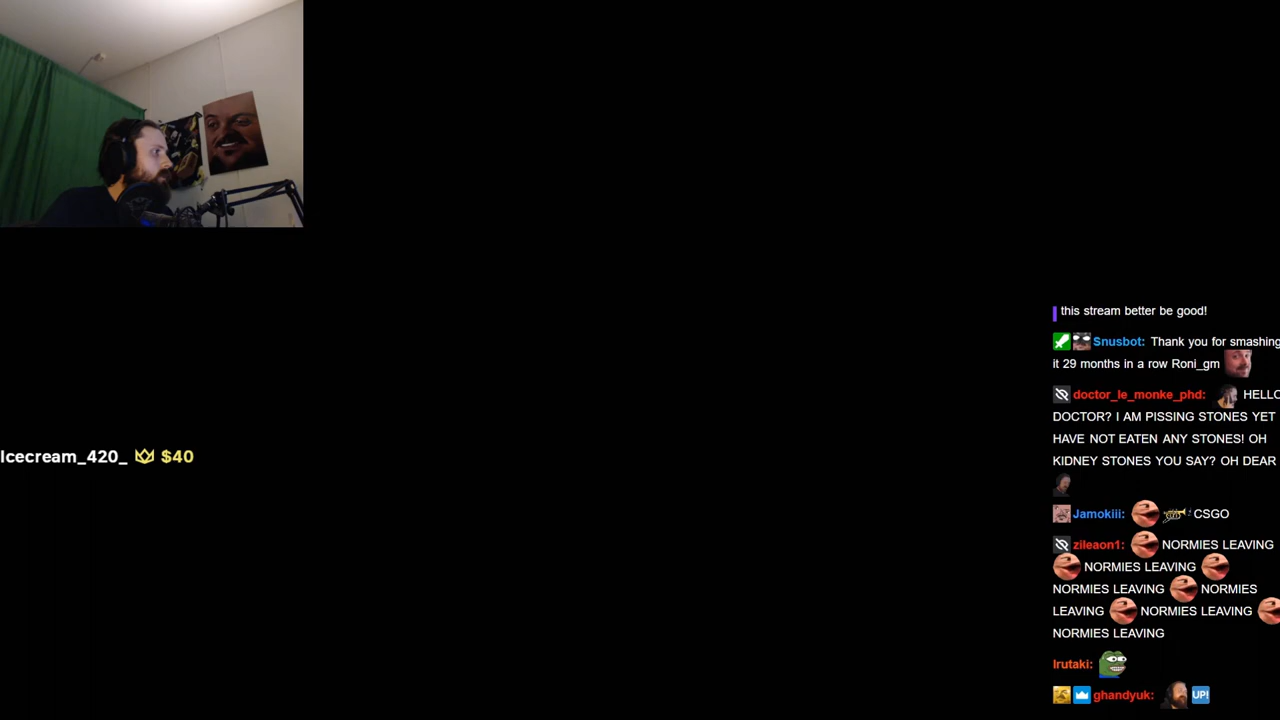 this stream better be good!
Snusbot: Thank you for smashing
it 29 months in a row Roni_gm
doctor_le_monke_phd: HELLO
DOCTOR? I AM PISSING STONES YET
HAVE NOT EATEN ANY STONES! OH
KIDNEY STONES YOU SAY? OH DEAR
Icecream_420_ $40
Jamokiii: CSGO
zileaon1: NORMIES LEAVING
NORMIES LEAVING
NORMIES LEAVING NORMIES
LEAVING NORMIES LEAVING
NORMIES LEAVING
Irutaki:
ghandyuk: UP!